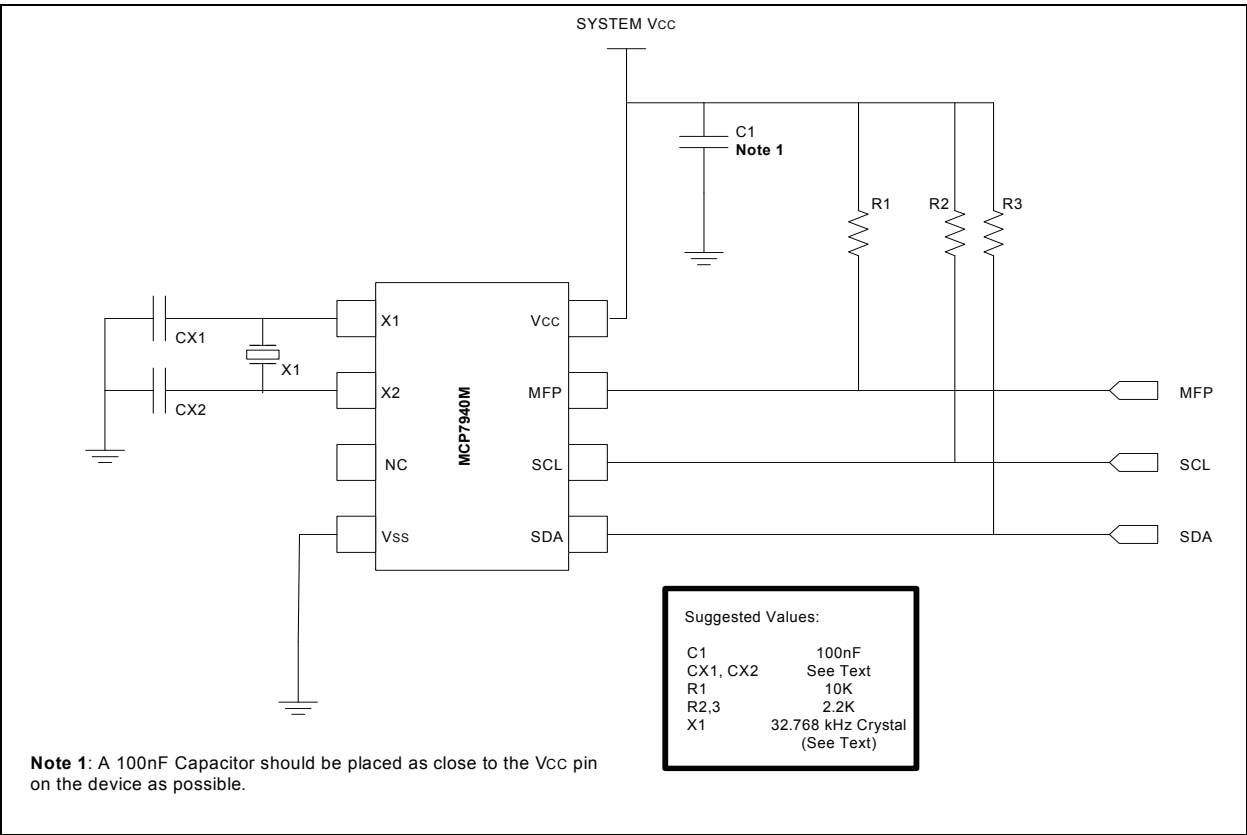 SYSTEM VCC
C1
Note 1
R1
R2
R3
CX1
X1
CX2
X1
X2
NC
Vss
MCP7940M
VCC
MFP
SCL
SDA
MFP
SCL
SDA
Suggested Values:
C1 100nF
CX1, CX2 See Text
R1 10K
R2,3 2.2K
X1 32.768 kHz Crystal
(See Text)
Note 1: A 100nF Capacitor should be placed as close to the VCC pin
on the device as possible.